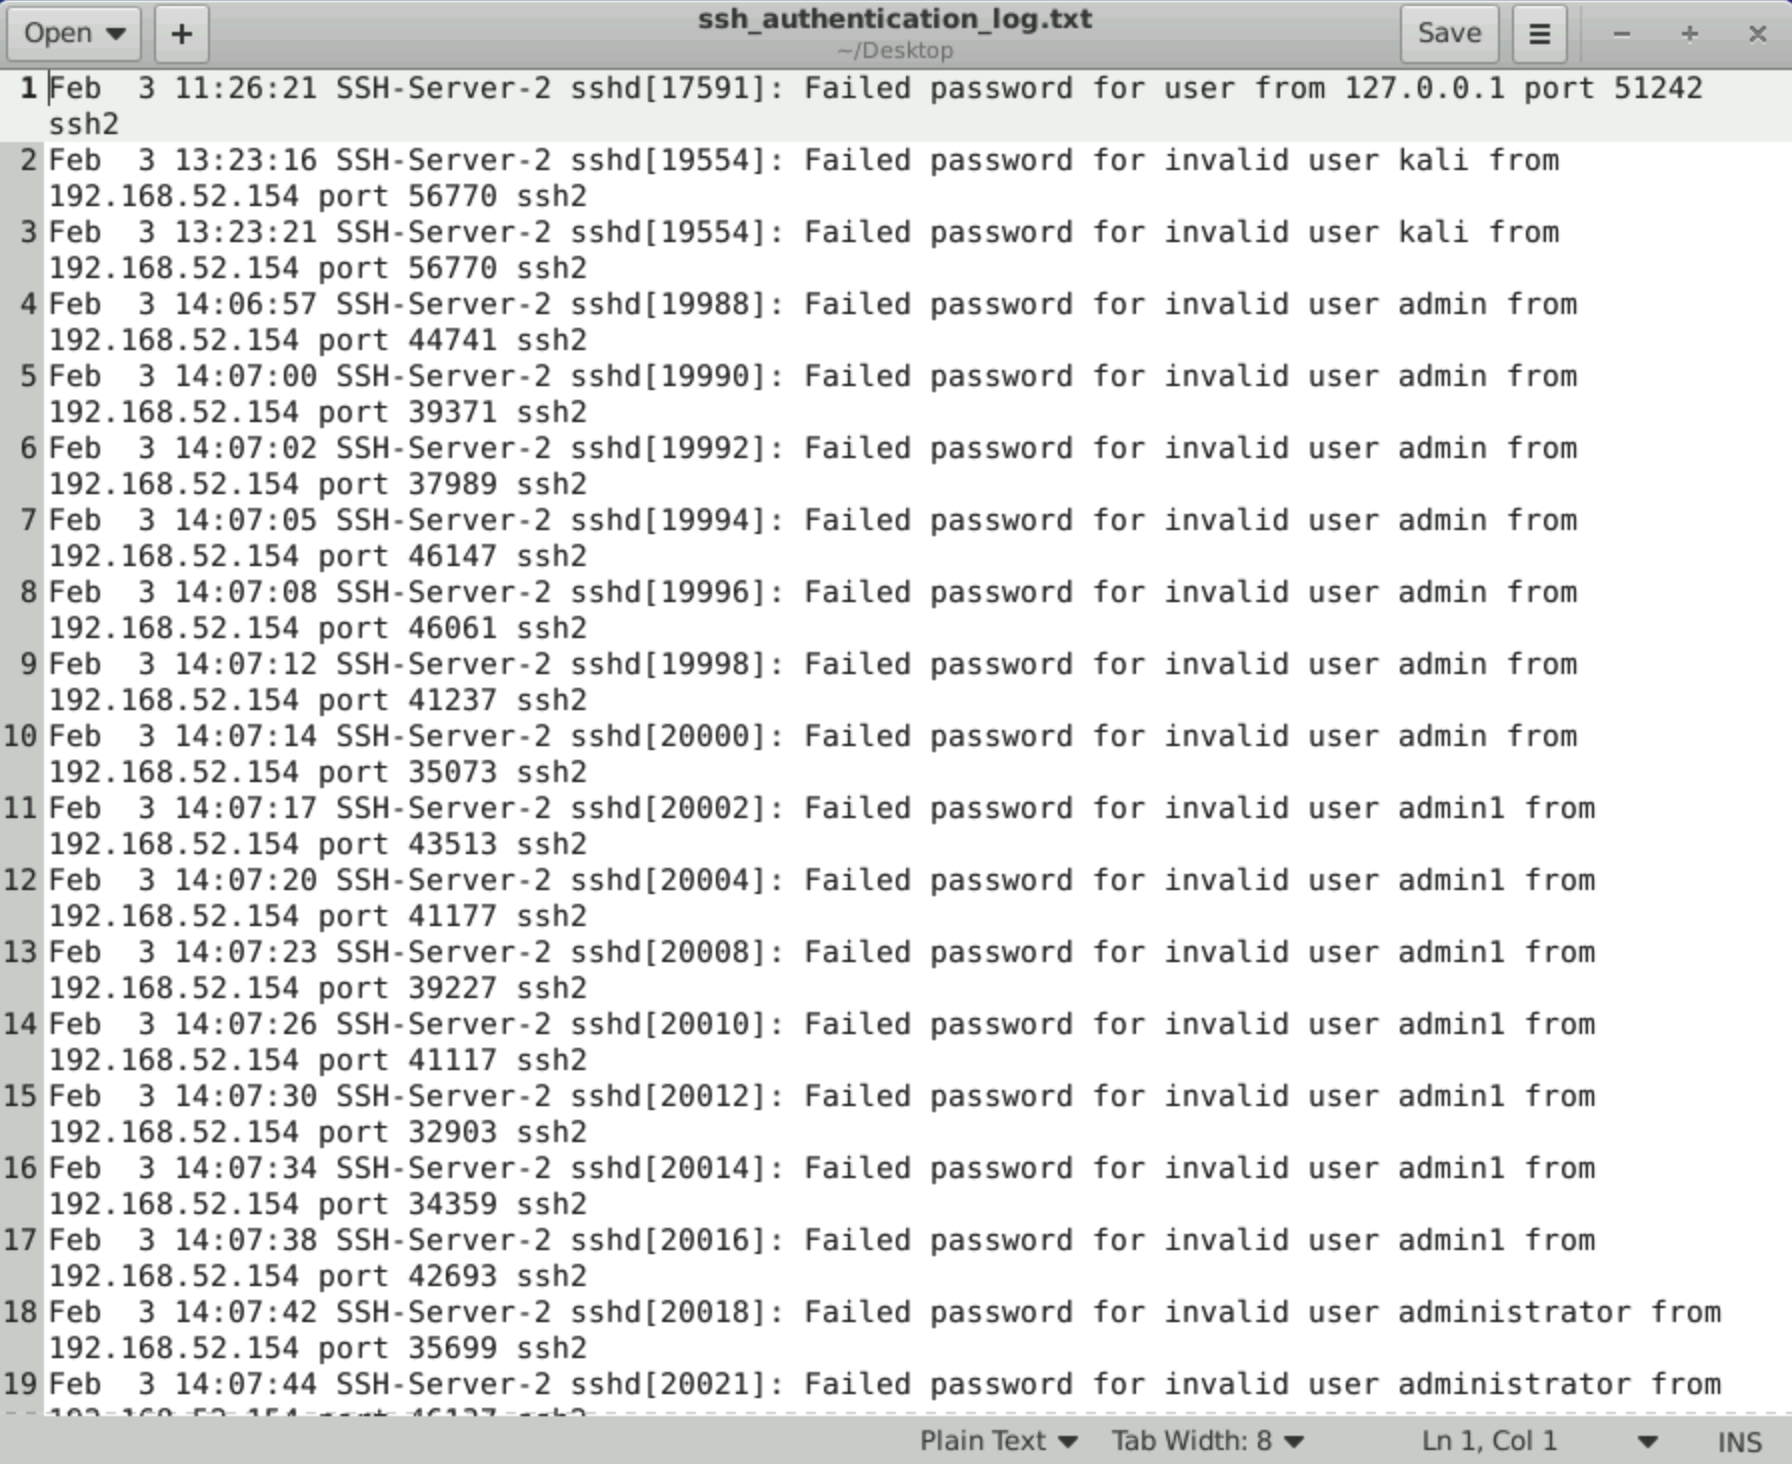 Open
+
ssh_authentication_log.txt
~/Desktop
Save
1 Feb  3 11:26:21 SSH-Server-2 sshd[17591]: Failed password for user from 127.0.0.1 port 51242
ssh2
2 Feb  3 13:23:16 SSH-Server-2 sshd[19554]: Failed password for invalid user kali from
192.168.52.154 port 56770 ssh2
3 Feb  3 13:23:21 SSH-Server-2 sshd[19554]: Failed password for invalid user kali from
192.168.52.154 port 56770 ssh2
4 Feb  3 14:06:57 SSH-Server-2 sshd[19988]: Failed password for invalid user admin from
192.168.52.154 port 44741 ssh2
5 Feb  3 14:07:00 SSH-Server-2 sshd[19990]: Failed password for invalid user admin from
192.168.52.154 port 39371 ssh2
6 Feb  3 14:07:02 SSH-Server-2 sshd[19992]: Failed password for invalid user admin from
192.168.52.154 port 37989 ssh2
7 Feb  3 14:07:05 SSH-Server-2 sshd[19994]: Failed password for invalid user admin from
192.168.52.154 port 46147 ssh2
8 Feb  3 14:07:08 SSH-Server-2 sshd[19996]: Failed password for invalid user admin from
192.168.52.154 port 46061 ssh2
9 Feb  3 14:07:12 SSH-Server-2 sshd[19998]: Failed password for invalid user admin from
192.168.52.154 port 41237 ssh2
10 Feb  3 14:07:14 SSH-Server-2 sshd[20000]: Failed password for invalid user admin from
192.168.52.154 port 35073 ssh2
11 Feb  3 14:07:17 SSH-Server-2 sshd[20002]: Failed password for invalid user admin1 from
192.168.52.154 port 43513 ssh2
12 Feb  3 14:07:20 SSH-Server-2 sshd[20004]: Failed password for invalid user admin1 from
192.168.52.154 port 41177 ssh2
13 Feb  3 14:07:23 SSH-Server-2 sshd[20008]: Failed password for invalid user admin1 from
192.168.52.154 port 39227 ssh2
14 Feb  3 14:07:26 SSH-Server-2 sshd[20010]: Failed password for invalid user admin1 from
192.168.52.154 port 41117 ssh2
15 Feb  3 14:07:30 SSH-Server-2 sshd[20012]: Failed password for invalid user admin1 from
192.168.52.154 port 32903 ssh2
16 Feb  3 14:07:34 SSH-Server-2 sshd[20014]: Failed password for invalid user admin1 from
192.168.52.154 port 34359 ssh2
17 Feb  3 14:07:38 SSH-Server-2 sshd[20016]: Failed password for invalid user admin1 from
192.168.52.154 port 42693 ssh2
18 Feb  3 14:07:42 SSH-Server-2 sshd[20018]: Failed password for invalid user administrator from
192.168.52.154 port 35699 ssh2
19 Feb  3 14:07:44 SSH-Server-2 sshd[20021]: Failed password for invalid user administrator from
Plain Text
Tab Width: 8
Ln 1, Col 1
INS